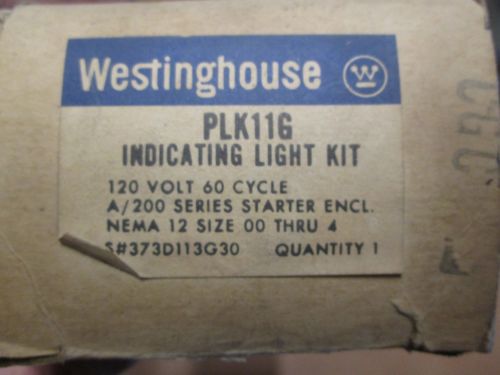 Westinghouse W
PLK11G
INDICATING LIGHT KIT
120 VOLT 60 CYCLE
A/200 SERIES STARTER ENCL.
NEMA 12 SIZE 00 THRU 4
S#373D113G30 QUANTITY 1